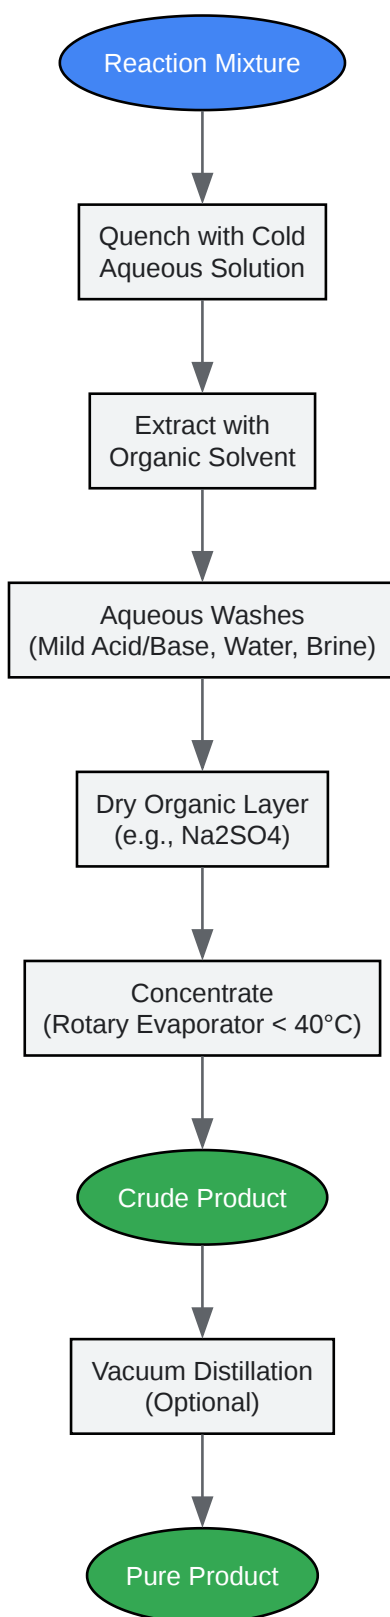 Reaction Mixture
Quench with Cold
Aqueous Solution
Extract with
Organic Solvent
Aqueous Washes
(Mild Acid/Base, Water, Brine)
Dry Organic Layer
(e.g., Na2SO4)
Concentrate
(Rotary Evaporator < 40°C)
Crude Product
Vacuum Distillation
(Optional)
Pure Product